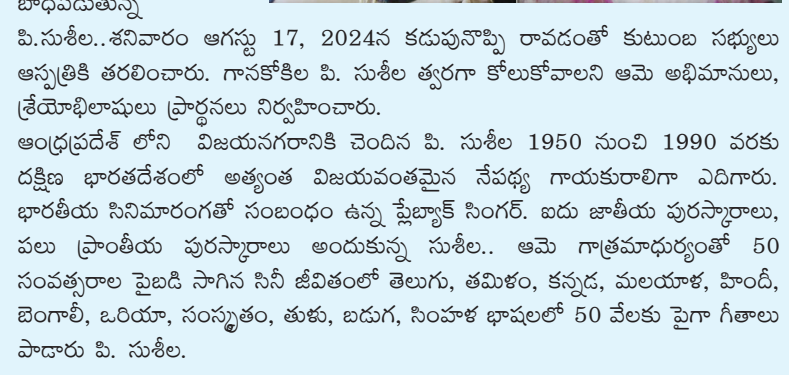 బాధపడుతున్న
పి.సుశీల..శనివారం ఆగస్టు 17, 2024న కడుపునొప్పి రావడంతో కుటుంబ సభ్యులు
ఆస్పత్రికి తరలించారు. గానకోకిల పి. సుశీల త్వరగా కోలుకోవాలని ఆమె అభిమానులు,
శ్రేయోభిలాషులు ప్రార్థనలు నిర్వహించారు.
ఆంధ్రప్రదేశ్ లోని విజయనగరానికి చెందిన పి. సుశీల 1950 నుంచి 1990 వరకు
దక్షిణ భారతదేశంలో అత్యంత విజయవంతమైన నేపథ్య గాయకురాలిగా ఎదిగారు.
భారతీయ సినిమారంగతో సంబంధం ఉన్న ప్లేబ్యాక్ సింగర్. ఐదు జాతీయ పురస్కారాలు,
పలు ప్రాంతీయ పురస్కారాలు అందుకున్న సుశీల.. ఆమె గాత్రమాధుర్యంతో 50
సంవత్సరాల పైబడి సాగిన సినీ జీవితంలో తెలుగు, తమిళం, కన్నడ, మలయాళ, హిందీ,
బెంగాలీ, ఒరియా, సంస్కృతం, తుళు, బడుగ, సింహళ భాషలలో 50 వేలకు పైగా గీతాలు
పాడారు పి. సుశీల.